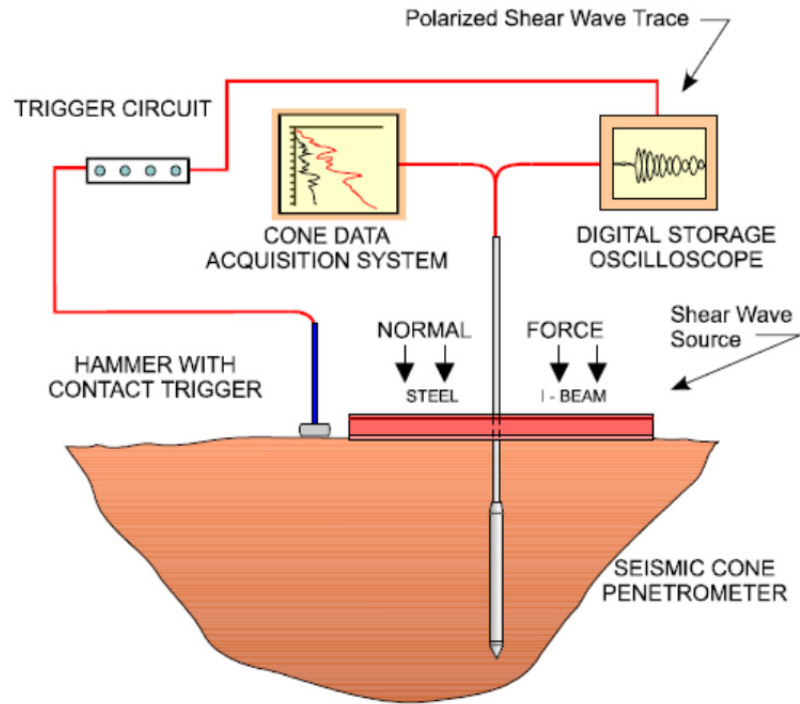 Polarized Shear Wave Trace
TRIGGER CIRCUIT
CONE DATA
ACQUISITION SYSTEM
DIGITAL STORAGE
OSCILLOSCOPE
Shear Wave
Source
NORMAL
FORCE
HAMMER WITH
CONTACT TRIGGER
STEEL
I - BEAM
SEISMIC CONE
PENETROMETER